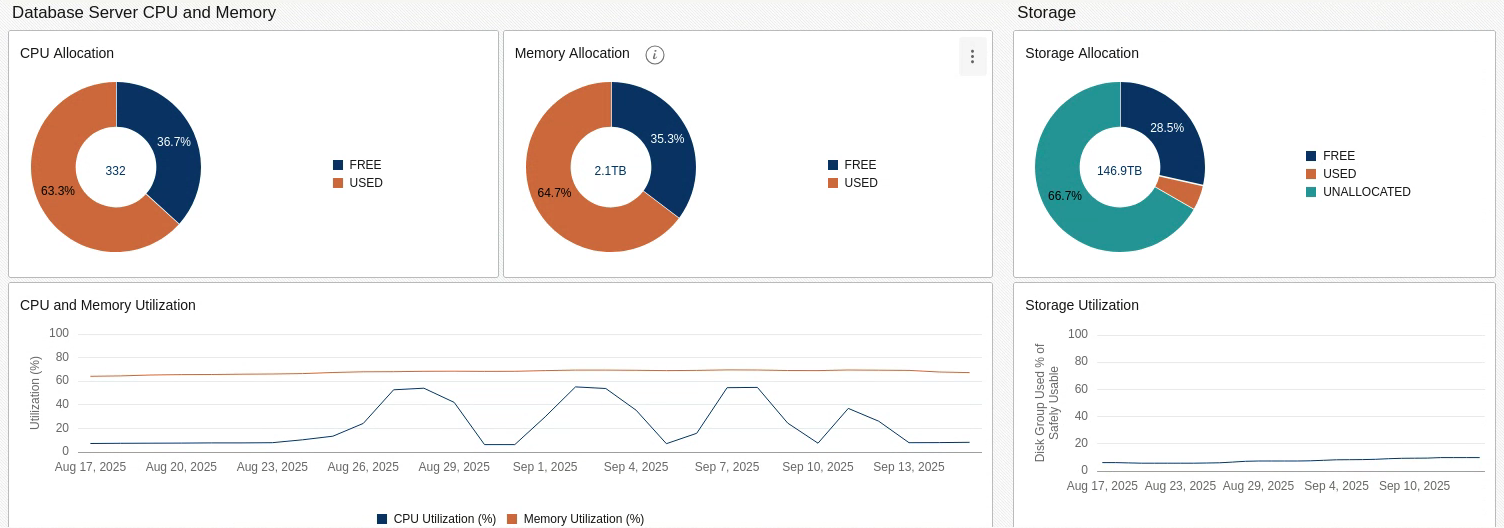 Database Server CPU and Memory
Storage
CPU Allocation
36.7%
332
63.3%
FREE
USED
Memory Allocation
i
35.3%
2.1TB
64.7%
FREE
USED
Storage Allocation
28.5%
146.9TB
66.7%
FREE
USED
UNALLOCATED
CPU and Memory Utilization
Utilization (%)
100
80
60
40
20
0
Aug 17, 2025 Aug 20, 2025 Aug 23, 2025 Aug 26, 2025 Aug 29, 2025 Sep 1, 2025 Sep 4, 2025 Sep 7, 2025 Sep 10, 2025 Sep 13, 2025
CPU Utilization (%) Memory Utilization (%)
Storage Utilization
Disk Group Used % of
Safely Usable
100
80
60
40
20
0
Aug 17, 2025 Aug 23, 2025 Aug 29, 2025 Sep 4, 2025 Sep 10, 2025